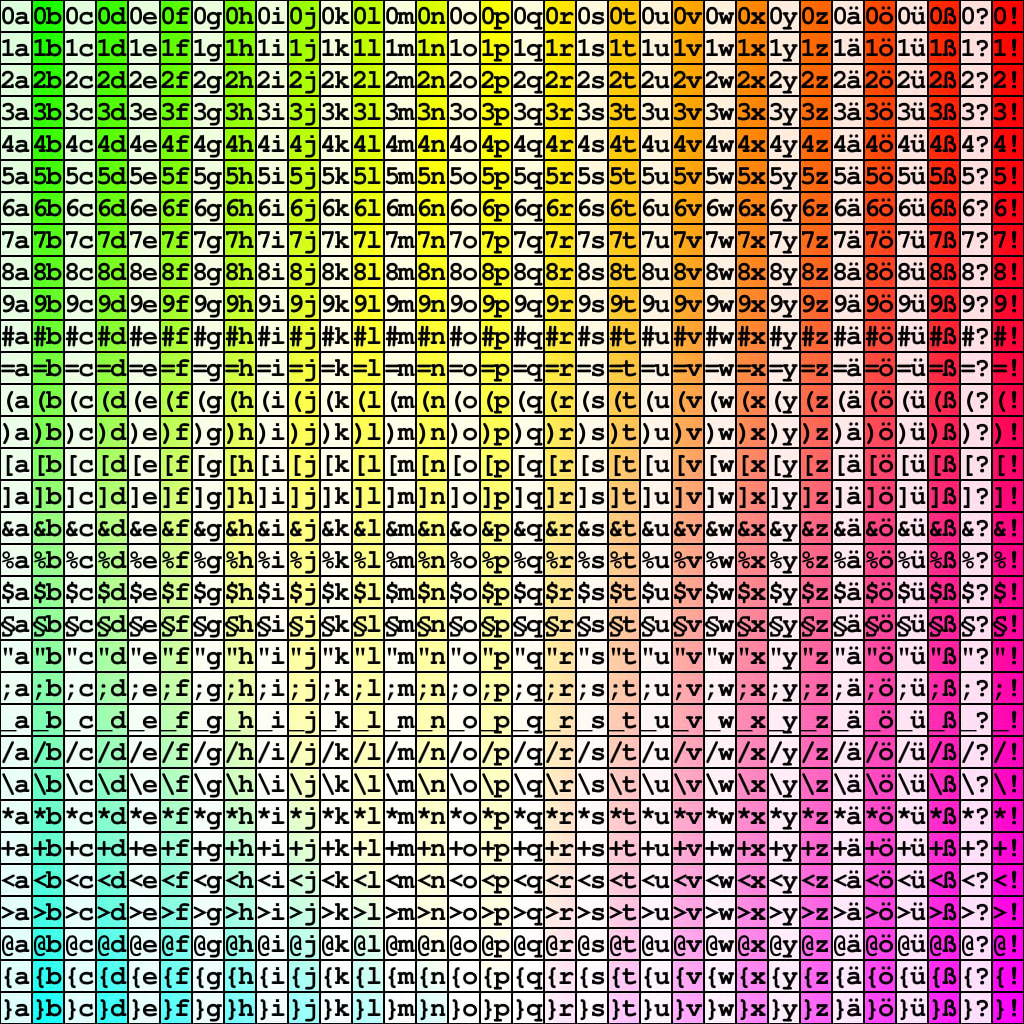 0a0b0c0d0e0f0g0h0i0j0k0l0m0n0o0p0q0r0s0t0u0v0w0x0y0z0ä0ö0ü0ß0?0!
1a1b1c1d1e1f1g1h1i1j1k1l1m1n1o1p1q1r1s1t1u1v1w1x1y1z1ä1ö1ü1ß1?1!
2a2b2c2d2e2f2g2h2i2j2k2l2m2n2o2p2q2r2s2t2u2v2w2x2y2z2ä2ö2ü2ß2?2!
3a3b3c3d3e3f3g3h3i3j3k3l3m3n3o3p3q3r3s3t3u3v3w3x3y3z3ä3ö3ü3ß3?3!
4a4b4c4d4e4f4g4h4i4j4k4l4m4n4o4p4q4r4s4t4u4v4w4x4y4z4ä4ö4ü4ß4?4!
5a5b5c5d5e5f5g5h5i5j5k5l5m5n5o5p5q5r5s5t5u5v5w5x5y5z5ä5ö5ü5ß5?5!
6a6b6c6d6e6f6g6h6i6j6k6l6m6n6o6p6q6r6s6t6u6v6w6x6y6z6ä6ö6ü6ß6?6!
7a7b7c7d7e7f7g7h7i7j7k7l7m7n7o7p7q7r7s7t7u7v7w7x7y7z7ä7ö7ü7ß7?7!
8a8b8c8d8e8f8g8h8i8j8k8l8m8n8o8p8q8r8s8t8u8v8w8x8y8z8ä8ö8ü8ß8?8!
9a9b9c9d9e9f9g9h9i9j9k9l9m9n9o9p9q9r9s9t9u9v9w9x9y9z9ä9ö9ü9ß9?9!
#a#b#c#d#e#f#g#h#i#j#k#l#m#n#o#p#q#r#s#t#u#v#w#x#y#z#ä#ö#ü#ß#?#!
=a=b=c=d=e=f=g=h=i=j=k=l=m=n=o=p=q=r=s=t=u=v=w=x=y=z=ä=ö=ü=ß=?=!
(a(b(c(d(e(f(g(h(i(j(k(l(m(n(o(p(q(r(s(t(u(v(w(x(y(z(ä(ö(ü(ß(?(!
)a)b)c)d)e)f)g)h)i)j)k)l)m)n)o)p)q)r)s)t)u)v)w)x)y)z)ä)ö)ü)ß)?)!
[a[b[c[d[e[f[g[h[i[j[k[l[m[n[o[p[q[r[s[t[u[v[w[x[y[z[ä[ö[ü[ß[?[!
]a]b]c]d]e]f]g]h]i]j]k]l]m]n]o]p]q]r]s]t]u]v]w]x]y]z]ä]ö]ü]ß]?]!
&a&b&c&d&e&f&g&h&i&j&k&l&m&n&o&p&q&r&s&t&u&v&w&x&y&z&ä&ö&ü&ß&?&!
%a%b%c%d%e%f%g%h%i%j%k%l%m%n%o%p%q%r%s%t%u%v%w%x%y%z%ä%ö%ü%ß%?%!
$a$b$c$d$e$f$g$h$i$j$k$l$m$n$o$p$q$r$s$t$u$v$w$x$y$z$ä$ö$ü$ß$?$!
§a§b§c§d§e§f§g§h§i§j§k§l§m§n§o§p§q§r§s§t§u§v§w§x§y§z§ä§ö§ü§ß§?§!
"a"b"c"d"e"f"g"h"i"j"k"l"m"n"o"p"q"r"s"t"u"v"w"x"y"z"ä"ö"ü"ß"?"!
;a;b;c;d;e;f;g;h;i;j;k;l;m;n;o;p;q;r;s;t;u;v;w;x;y;z;ä;ö;ü;ß;?;!
_a_b_c_d_e_f_g_h_i_j_k_l_m_n_o_p_q_r_s_t_u_v_w_x_y_z_ä_ö_ü_ß_?_!
/a/b/c/d/e/f/g/h/i/j/k/l/m/n/o/p/q/r/s/t/u/v/w/x/y/z/ä/ö/ü/ß/?/!
\a\b\c\d\e\f\g\h\i\j\k\l\m\n\o\p\q\r\s\t\u\v\w\x\y\z\ä\ö\ü\ß\?\!
*a*b*c*d*e*f*g*h*i*j*k*l*m*n*o*p*q*r*s*t*u*v*w*x*y*z*ä*ö*ü*ß*?*!
+a+b+c+d+e+f+g+h+i+j+k+l+m+n+o+p+q+r+s+t+u+v+w+x+y+z+ä+ö+ü+ß+?+!
<a<b<c<d<e<f<g<h<i<j<k<l<m<n<o<p<q<r<s<t<u<v<w<x<y<z<ä<ö<ü<ß<?<!
>a>b>c>d>e>f>g>h>i>j>k>l>m>n>o>p>q>r>s>t>u>v>w>x>y>z>ä>ö>ü>ß>?>!
@a@b@c@d@e@f@g@h@i@j@k@l@m@n@o@p@q@r@s@t@u@v@w@x@y@z@ä@ö@ü@ß@?@!
{a{b{c{d{e{f{g{h{i{j{k{l{m{n{o{p{q{r{s{t{u{v{w{x{y{z{ä{ö{ü{ß{?{!
}a}b}c}d}e}f}g}h}i}j}k}l}m}n}o}p}q}r}s}t}u}v}w}x}y}z}ä}ö}ü}ß}?}!